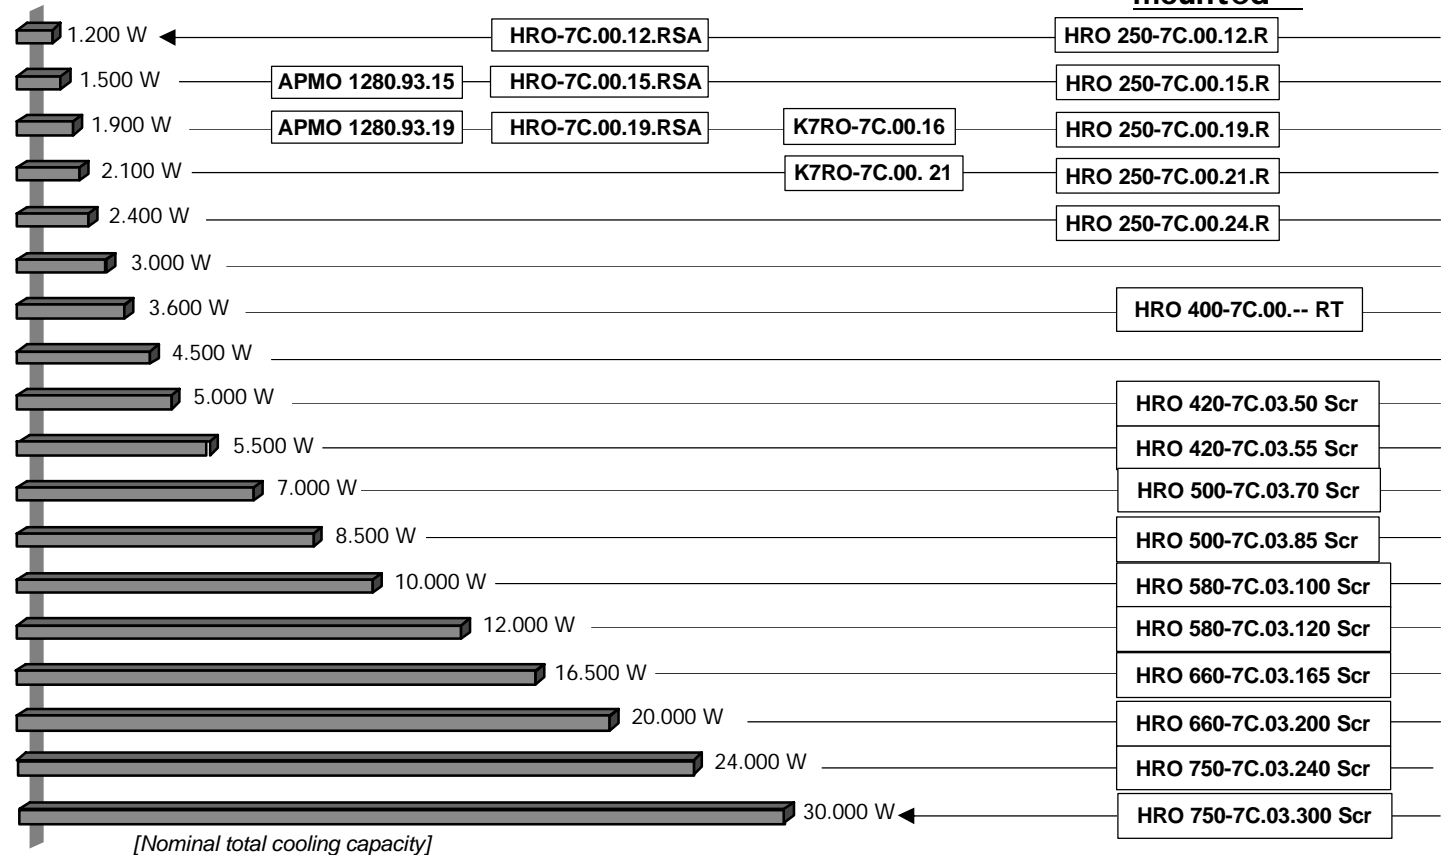 mounted
1.200 W HRO-7C.00.12.RSA HRO 250-7C.00.12.R
1.500 W APMO 1280.93.15 HRO-7C.00.15.RSA HRO 250-7C.00.15.R
1.900 W APMO 1280.93.19 HRO-7C.00.19.RSA K7RO-7C.00.16 HRO 250-7C.00.19.R
2.100 W K7RO-7C.00. 21 HRO 250-7C.00.21.R
2.400 W HRO 250-7C.00.24.R
3.000 W
3.600 W HRO 400-7C.00.-- RT
4.500 W
5.000 W HRO 420-7C.03.50 Scr
5.500 W HRO 420-7C.03.55 Scr
7.000 W HRO 500-7C.03.70 Scr
8.500 W HRO 500-7C.03.85 Scr
10.000 W HRO 580-7C.03.100 Scr
12.000 W HRO 580-7C.03.120 Scr
16.500 W HRO 660-7C.03.165 Scr
20.000 W HRO 660-7C.03.200 Scr
24.000 W HRO 750-7C.03.240 Scr
30.000 W HRO 750-7C.03.300 Scr
[Nominal total cooling capacity]